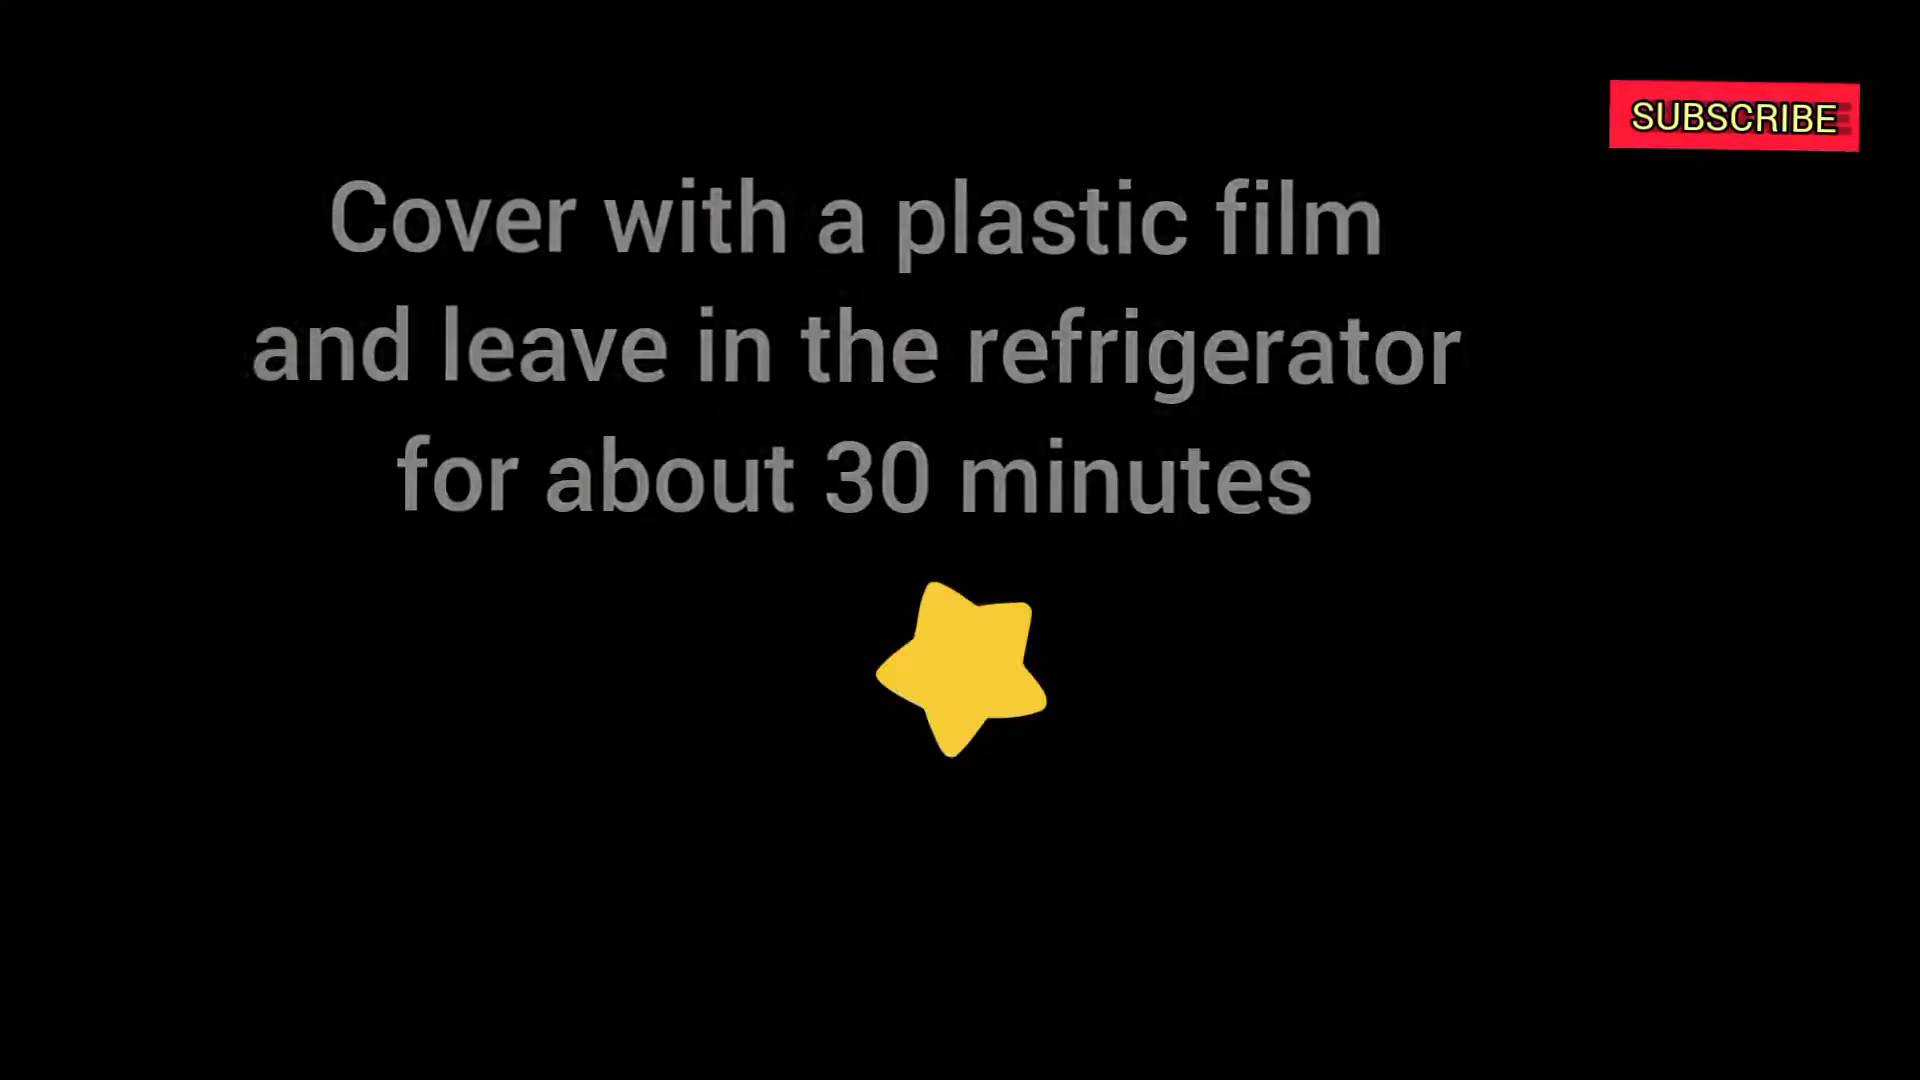 SUBSCRIBE
Cover with a plastic film
and leave in the refrigerator
for about 30 minutes